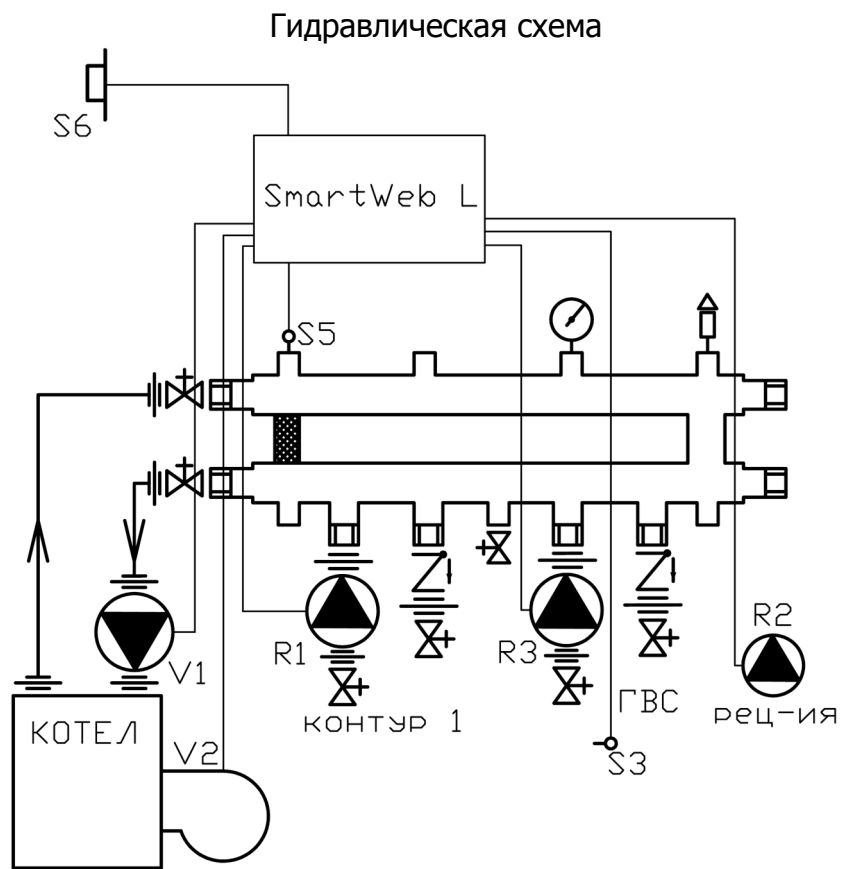 Гидравлическая схема
S6
SmartWeb L
S5
R1
R3
R2
V1
ГВС
рец-ия
контур 1
КОТЕЛ
V2
S3